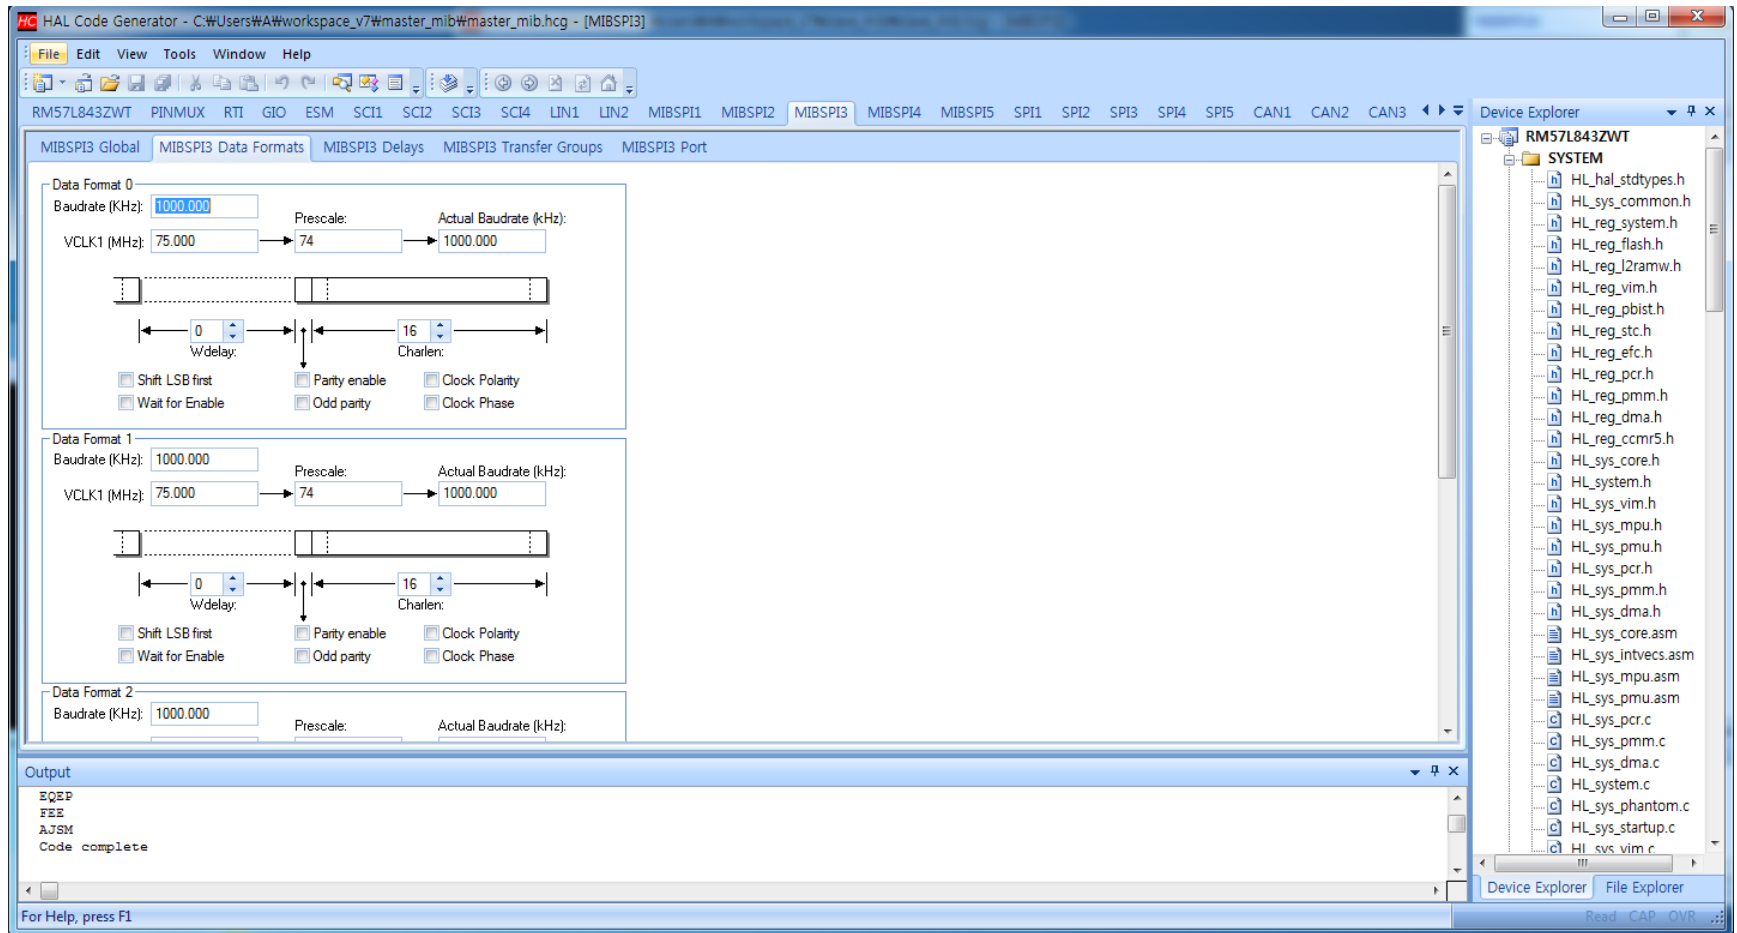 HC HAL Code Generator - C:₩Users₩A₩workspace_v7₩master_mib₩master_mib.hcg - [MIBSPI3]
File Edit View Tools Window Help
RM57L843ZWT PINMUX RTI GIO ESM SCI1 SCI2 SCI3 SCI4 LIN1 LIN2 MIBSPI1 MIBSPI2 MIBSPI3 MIBSPI4 MIBSPI5 SPI1 SPI2 SPI3 SPI4 SPI5 CAN1 CAN2 CAN3
MIBSPI3 Global MIBSPI3 Data Formats MIBSPI3 Delays MIBSPI3 Transfer Groups MIBSPI3 Port
Data Format 0
Baudrate (KHz): 1000.000
Prescale: Actual Baudrate (kHz):
VCLK1 (MHz): 75.000 74 1000.000
0 16
Wdelay: Charlen:
Shift LSB first Parity enable Clock Polarity
Wait for Enable Odd parity Clock Phase
Data Format 1
Baudrate (KHz): 1000.000
Prescale: Actual Baudrate (kHz):
VCLK1 (MHz): 75.000 74 1000.000
0 16
Wdelay: Charlen:
Shift LSB first Parity enable Clock Polarity
Wait for Enable Odd parity Clock Phase
Data Format 2
Baudrate (KHz): 1000.000
Prescale: Actual Baudrate (kHz):
Output
EQEP
FEE
AJSM
Code complete
Device Explorer
RM57L843ZWT
SYSTEM
HL_hal_stdtypes.h
HL_sys_common.h
HL_reg_system.h
HL_reg_flash.h
HL_reg_l2ramw.h
HL_reg_vim.h
HL_reg_pbist.h
HL_reg_stc.h
HL_reg_efc.h
HL_reg_pcr.h
HL_reg_pmm.h
HL_reg_dma.h
HL_reg_ccmr5.h
HL_sys_core.h
HL_system.h
HL_sys_vim.h
HL_sys_mpu.h
HL_sys_pmu.h
HL_sys_pcr.h
HL_sys_pmm.h
HL_sys_dma.h
HL_sys_core.asm
HL_sys_intvecs.asm
HL_sys_mpu.asm
HL_sys_pmu.asm
HL_sys_pcr.c
HL_sys_pmm.c
HL_sys_dma.c
HL_system.c
HL_sys_phantom.c
HL_sys_startup.c
HL_sys_vim.c
Device Explorer File Explorer
For Help, press F1
Read CAP OVR